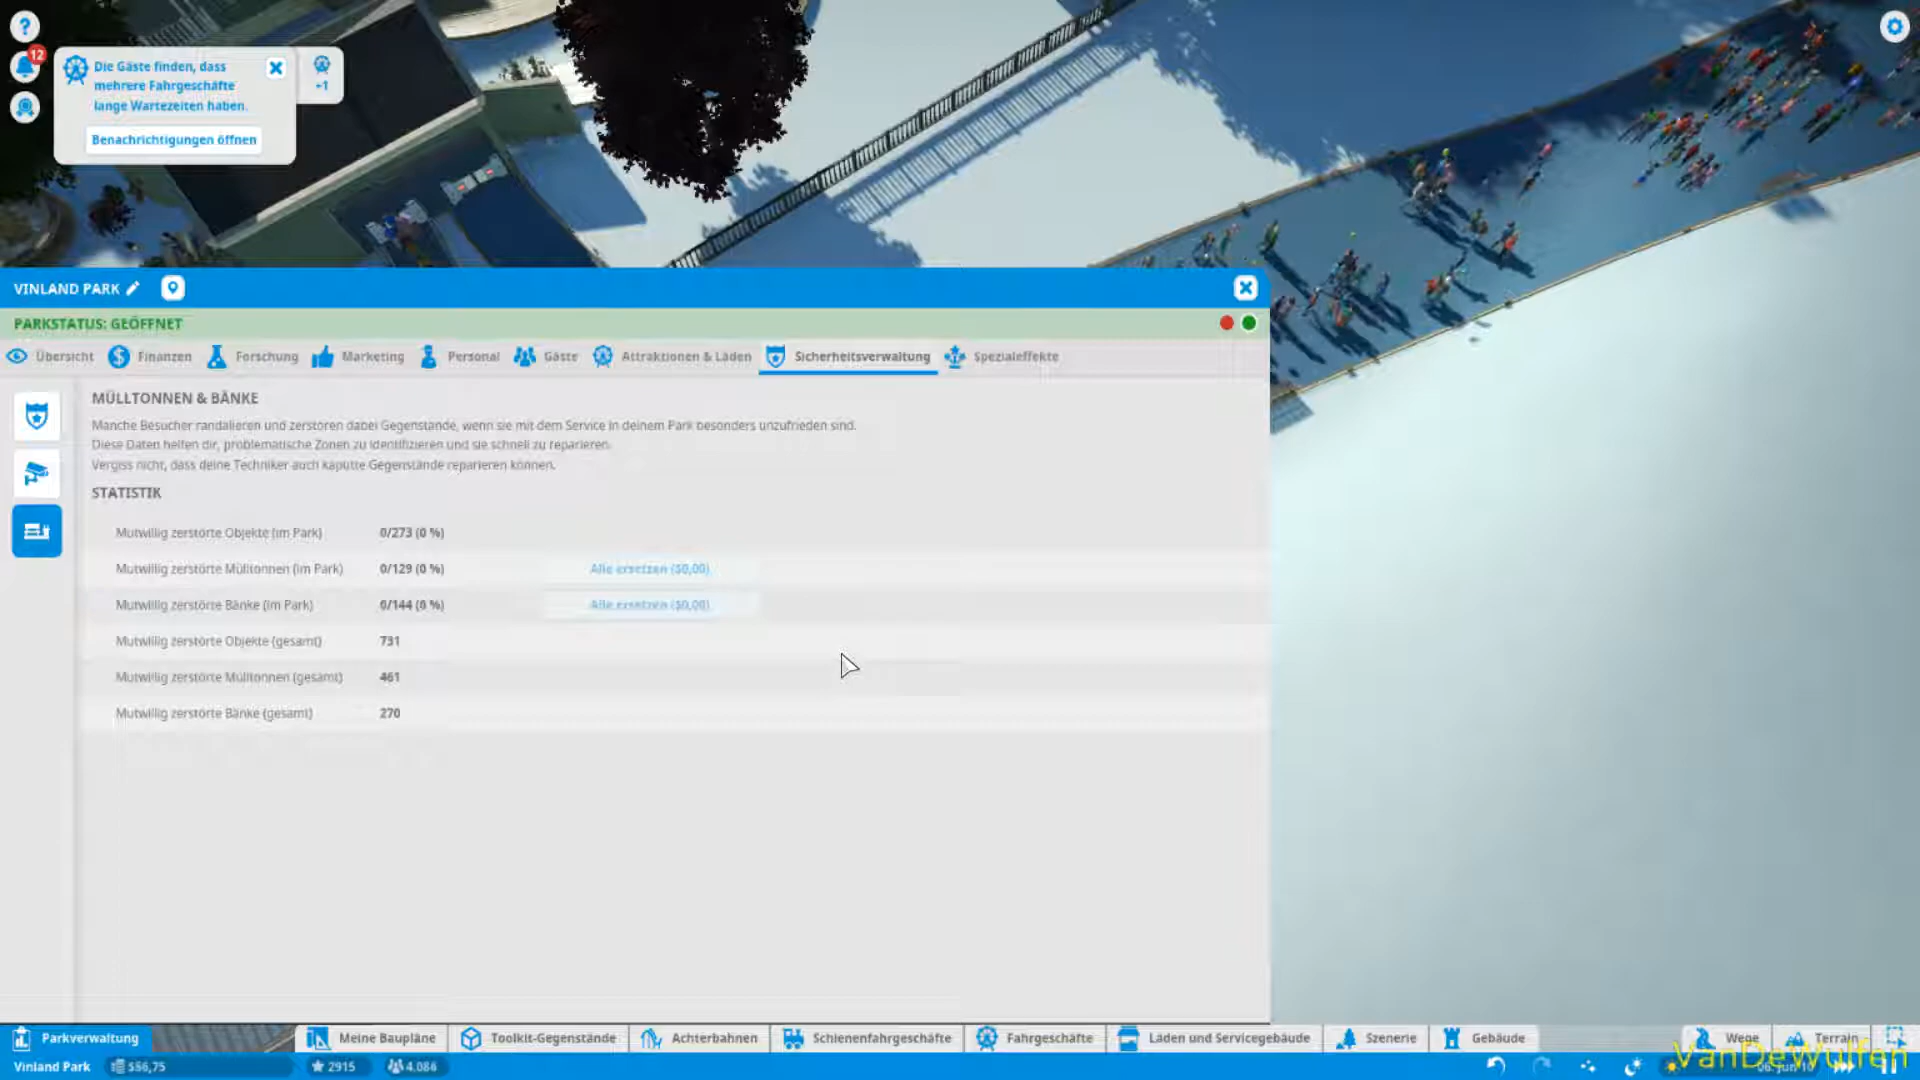 ?
12
Die Gäste finden, dass
mehrere Fahrgeschäfte
lange Wartezeiten haben.
+1
Benachrichtigungen öffnen
VINLAND PARK
PARKSTATUS: GEÖFFNET
Übersicht Finanzen Forschung Marketing Personal Gäste Attraktionen & Läden Sicherheitsverwaltung Spezialeffekte
MÜLLTONNEN & BÄNKE
Manche Besucher randalieren und zerstören dabei Gegenstände, wenn sie mit dem Service in deinem Park besonders unzufrieden sind.
Diese Daten helfen dir, problematische Zonen zu identifizieren und sie schnell zu reparieren.
Vergiss nicht, dass deine Techniker auch kaputte Gegenstände reparieren können.
STATISTIK
Mutwillig zerstörte Objekte (im Park) 0/273 (0 %)
Mutwillig zerstörte Mülltonnen (im Park) 0/129 (0 %) Alle ersetzen ($0,00)
Mutwillig zerstörte Bänke (im Park) 0/144 (0 %) Alle ersetzen ($0,00)
Mutwillig zerstörte Objekte (gesamt) 731
Mutwillig zerstörte Mülltonnen (gesamt) 461
Mutwillig zerstörte Bänke (gesamt) 270
Parkverwaltung Meine Baupläne Toolkit-Gegenstände Achterbahnen Schienenfahrgeschäfte Fahrgeschäfte Läden und Servicegebäude Szenerie Gebäude Wege Terrain
VanDeWulfen
Vinland Park $56,75 2915 4.086